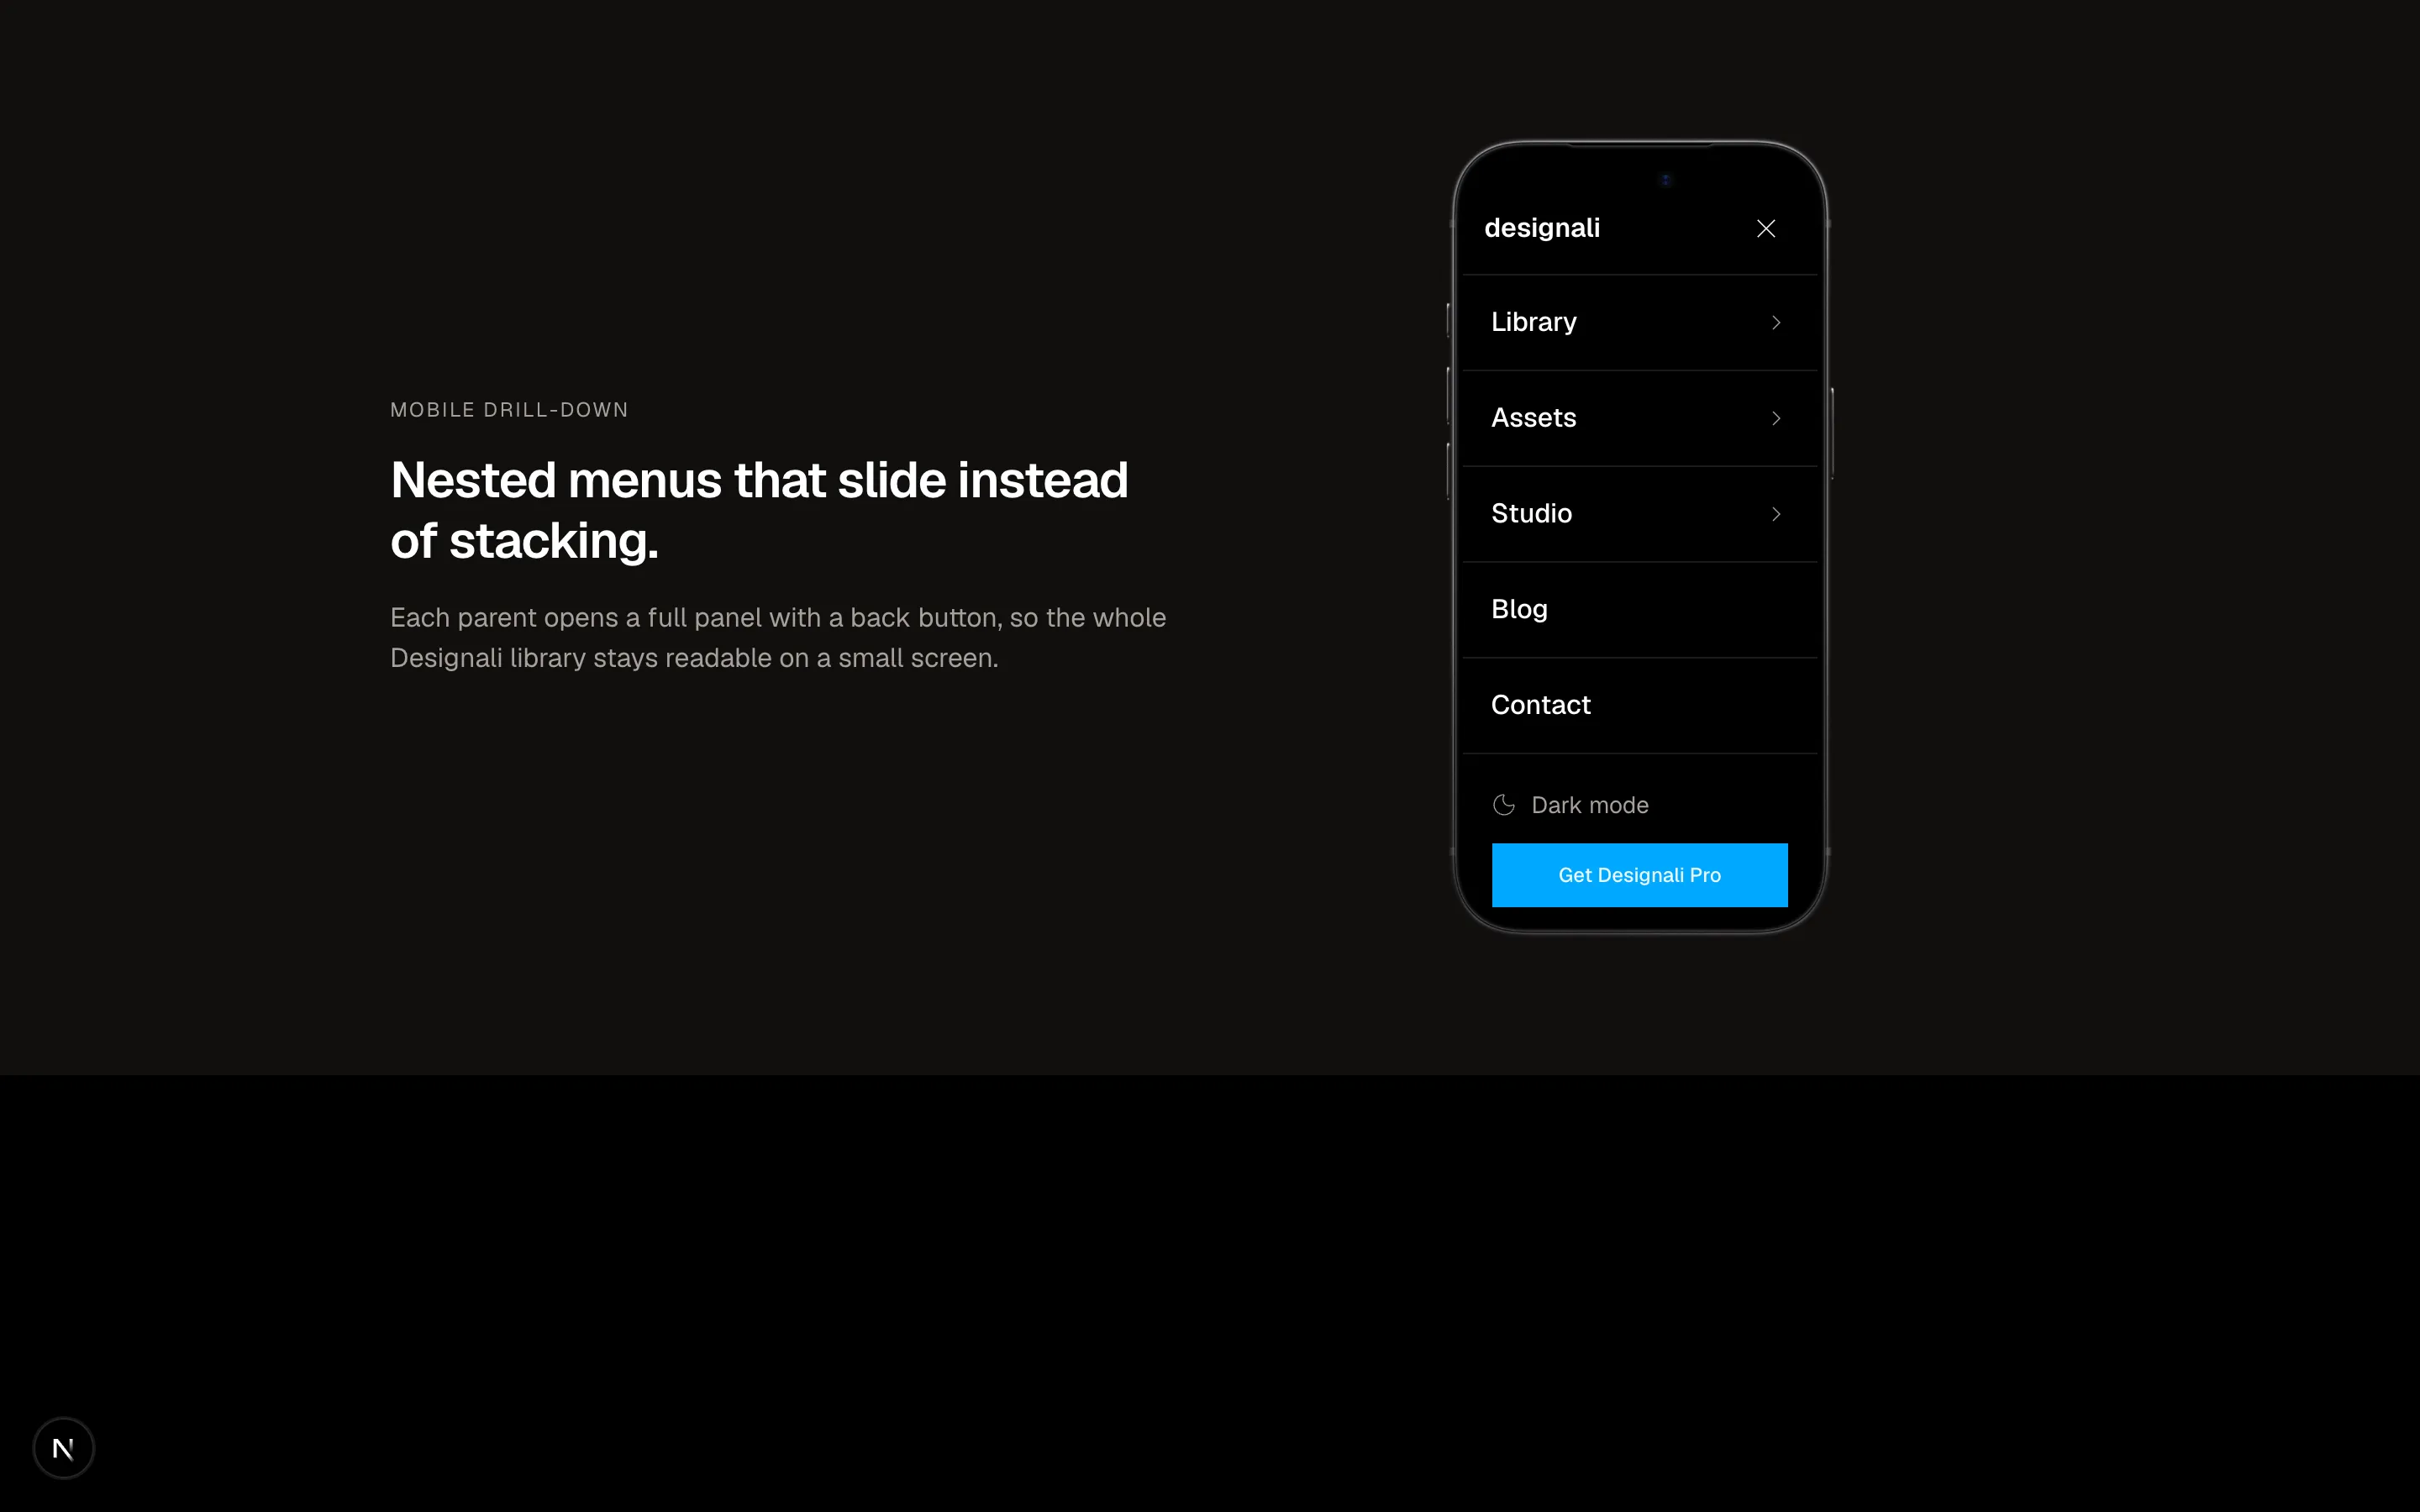 MOBILE DRILL-DOWN
Nested menus that slide instead
of stacking.
Each parent opens a full panel with a back button, so the whole
Designali library stays readable on a small screen.
designali
Library
Assets
Studio
Blog
Contact
Dark mode
Get Designali Pro
N